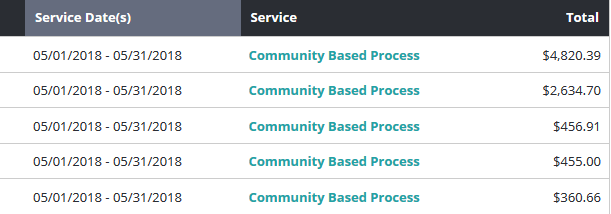 Service Date(s) Service Total
05/01/2018 - 05/31/2018 Community Based Process $4,820.39
05/01/2018 - 05/31/2018 Community Based Process $2,634.70
05/01/2018 - 05/31/2018 Community Based Process $456.91
05/01/2018 - 05/31/2018 Community Based Process $455.00
05/01/2018 - 05/31/2018 Community Based Process $360.66